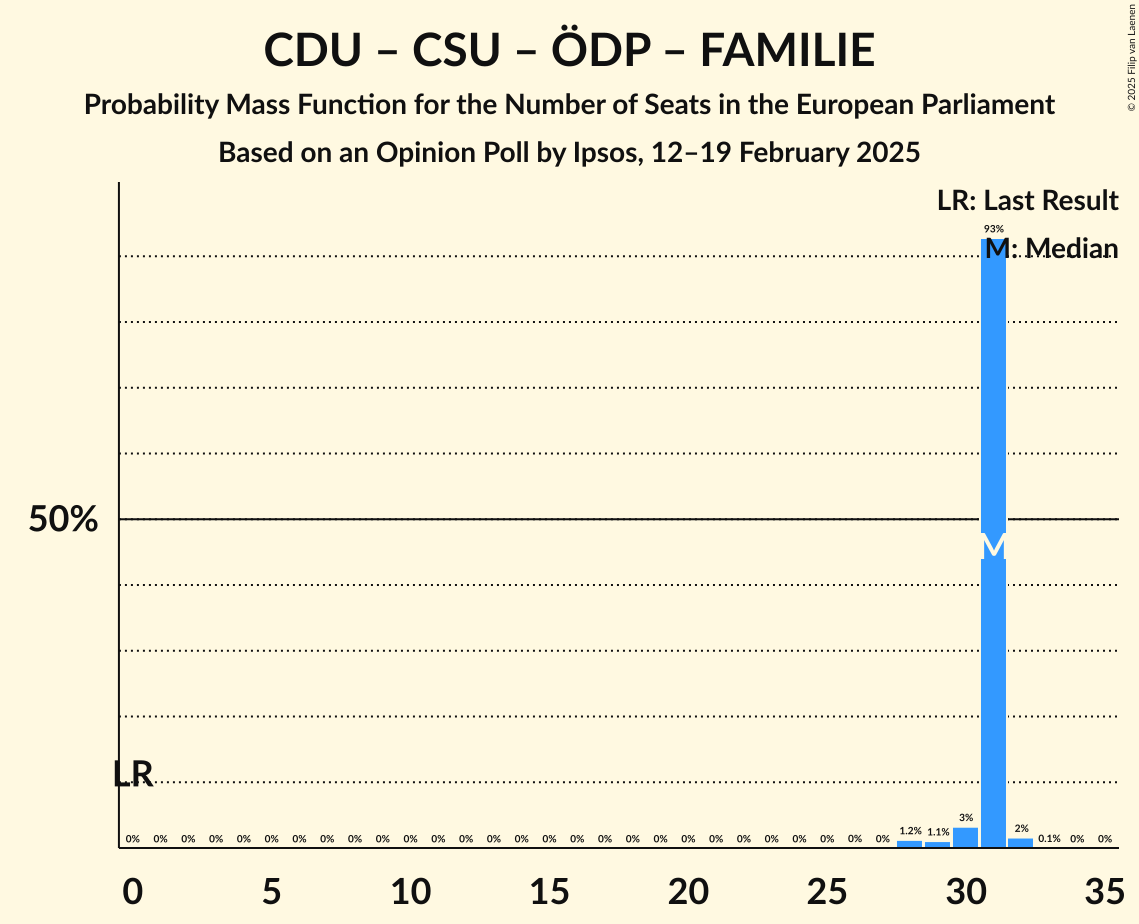 CDU – CSU – ÖDP – FAMILIE
Probability Mass Function for the Number of Seats in the European Parliament
Based on an Opinion Poll by Ipsos, 12–19 February 2025
© 2025 Filip van Laenen
LR: Last Result
M: Median
93%
50%
M
LR
0% 0% 0% 0% 0% 0% 0% 0% 0% 0% 0% 0% 0% 0% 0% 0% 0% 0% 0% 0% 0% 0% 0% 0% 0% 0% 0% 0% 1.2% 1.1% 3% 2% 0.1% 0% 0%
0 5 10 15 20 25 30 35